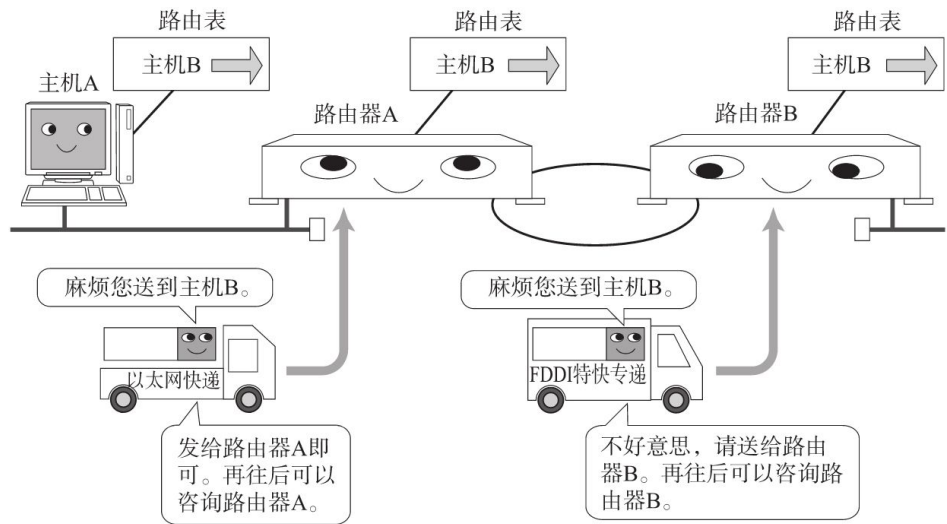 路由表
路由表
路由表
主机B
主机B
主机B
主机A
路由器A
路由器B
麻烦您送到主机B。
麻烦您送到主机B。
以太网快递
FDDI特快专递
发给路由器A即
可。再往后可以
咨询路由器A。
不好意思，请送给路由
器B。再往后可以咨询路
由器B。